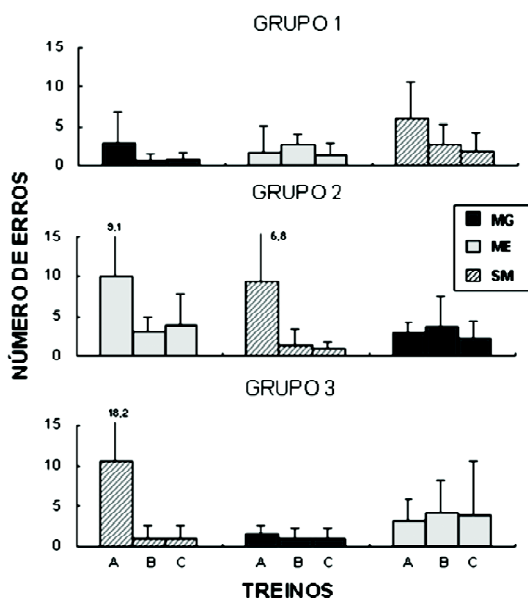 GRUPO 1
15
10
5
0
GRUPO 2
9,1
6,8
15
10
5
0
MG
ME
SM
NÚMERO DE ERROS
GRUPO 3
18,2
15
10
5
0
A B C A B C A B C
TREINOS